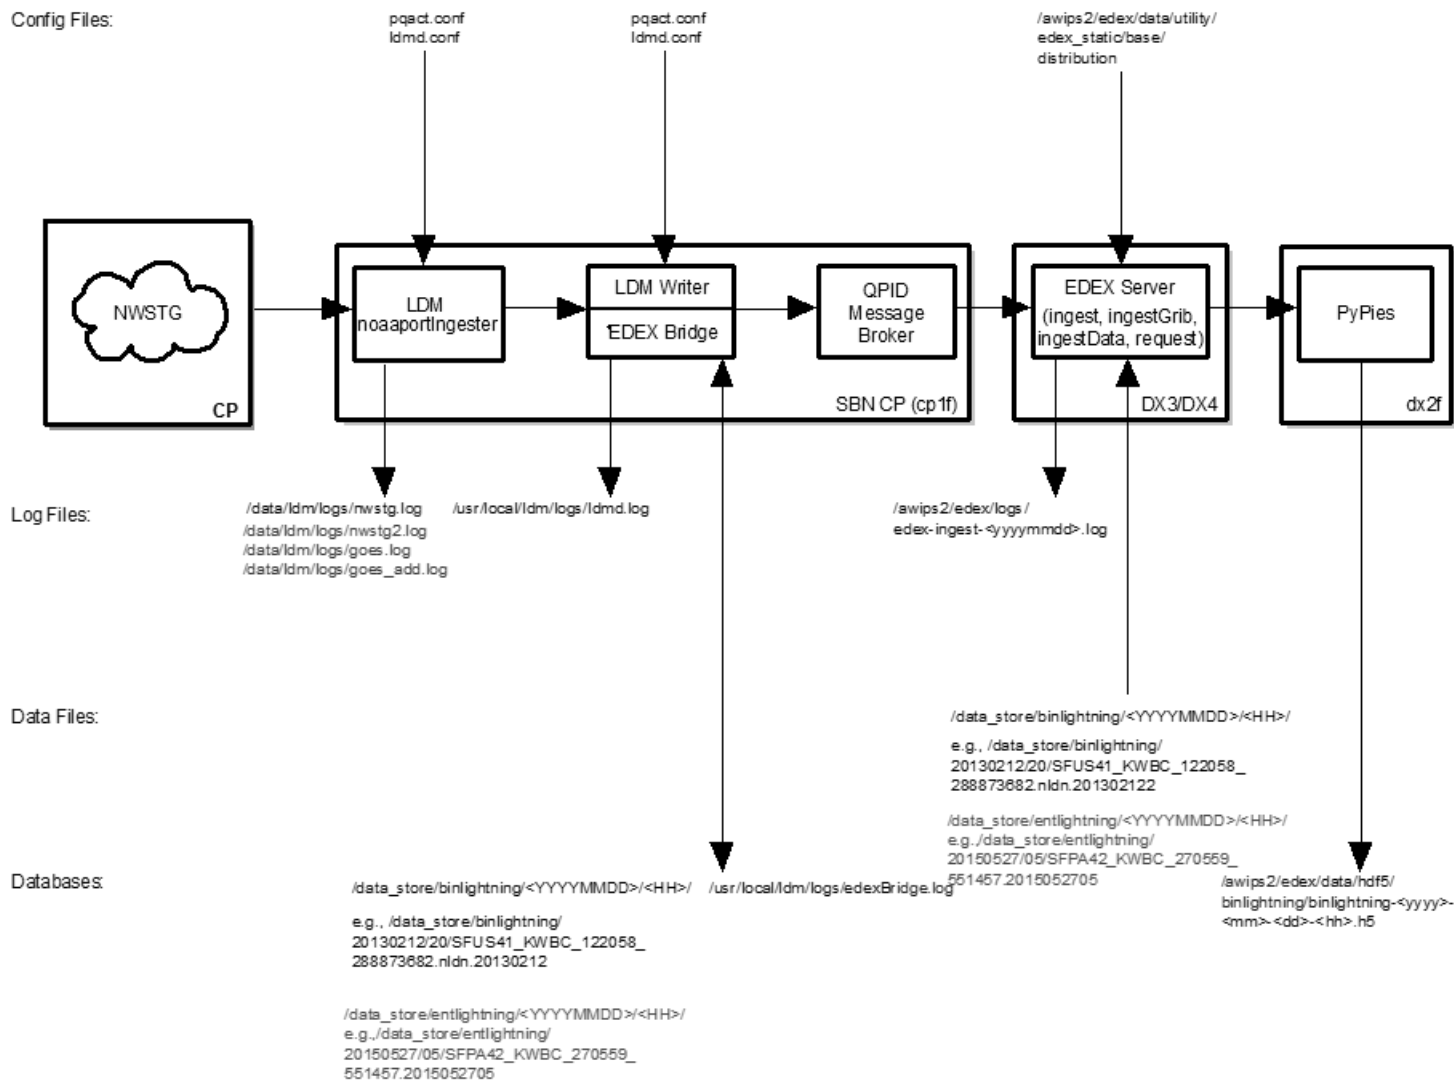 Config Files:
pqact.conf
ldmd.conf
pqact.conf
ldmd.conf
/awips2/edex/data/utility/
edex_static/base/
distribution
NWSTG
CP
LDM
noaaportIngester
LDM Writer
EDEX Bridge
QPID
Message
Broker
SBN CP (cp1f)
EDEX Server
(ingest, ingestGrib,
ingestData, request)
DX3/DX4
PyPies
dx2f
Log Files:
/data/ldm/logs/nwstg.log
/data/ldm/logs/nwstg2.log
/data/ldm/logs/goes.log
/data/ldm/logs/goes_add.log
/usr/local/ldm/logs/ldmd.log
/awips2/edex/logs/
edex-ingest-<yyyymmdd>.log
Data Files:
/data_store/binlightning/<YYYYMMDD>/<HH>/
e.g., /data_store/binlightning/
20130212/20/SFUS41_KWBC_122058_
288873682.nldn.201302122
/data_store/entlightning/<YYYYMMDD>/<HH>/
e.g.,/data_store/entlightning/
20150527/05/SFPA42_KWBC_270559_
551457.2015052705
Databases:
/data_store/binlightning/<YYYYMMDD>/<HH>/
e.g., /data_store/binlightning/
20130212/20/SFUS41_KWBC_122058_
288873682.nldn.20130212
/data_store/entlightning/<YYYYMMDD>/<HH>/
e.g.,/data_store/entlightning/
20150527/05/SFPA42_KWBC_270559_
551457.2015052705
/usr/local/ldm/logs/edexBridge.log
/awips2/edex/data/hdf5/
binlightning/binlightning-<yyyy>-
<mm>-<dd>-<hh>.h5